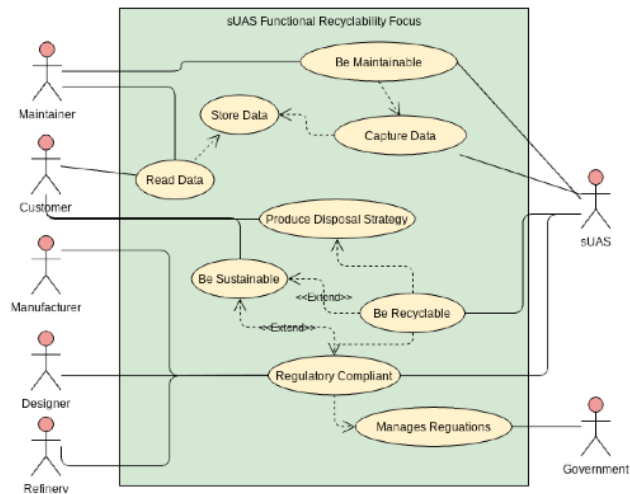 sUAS Functional Recyclability Focus
Be Maintainable
Maintainer
Store Data
Capture Data
Read Data
Customer
sUAS
Produce Disposal Strategy
Be Sustainable
Manufacturer
<<Extend>>
Be Recyclable
<<Extend>>
Regulatory Compliant
Designer
Manages Reguations
Government
Refinery